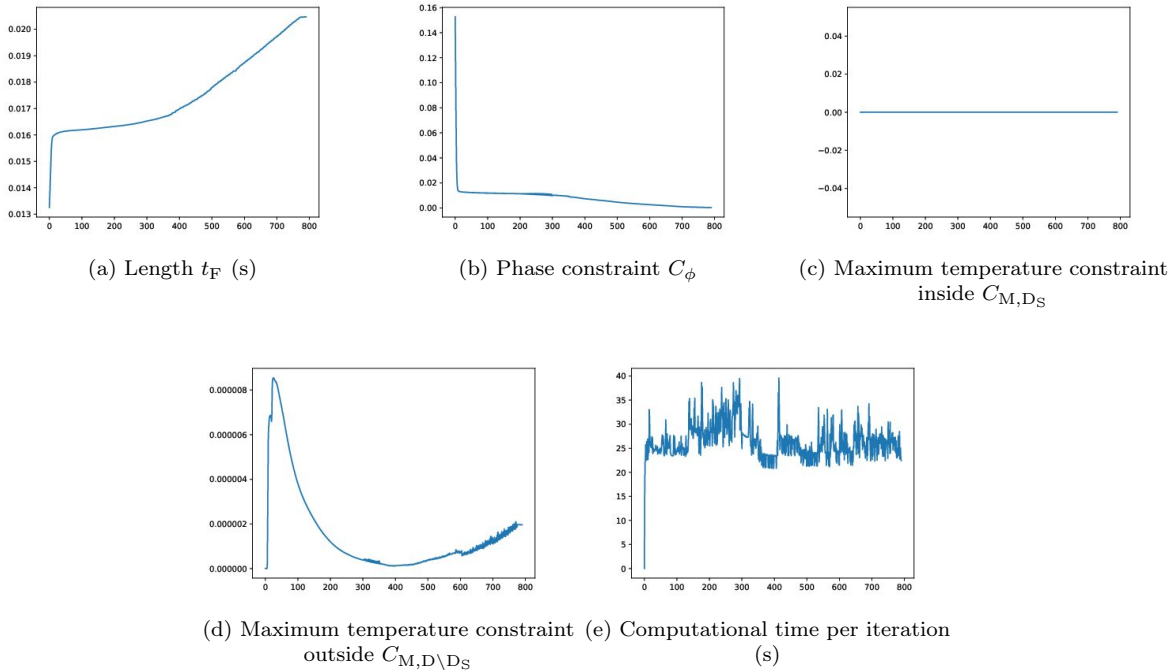 0.020
0.019
0.018
0.017
0.016
0.015
0.014
0.013
0 100 200 300 400 500 600 700 800
(a) Length t_F (s)
0.16
0.14
0.12
0.10
0.08
0.06
0.04
0.02
0.00
0 100 200 300 400 500 600 700 800
(b) Phase constraint C_ϕ
0.04
0.02
0.00
−0.02
−0.04
0 100 200 300 400 500 600 700 800
(c) Maximum temperature constraint
inside C_{M,D_S}
0.000008
0.000006
0.000004
0.000002
0.000000
0 100 200 300 400 500 600 700 800
(d) Maximum temperature constraint
outside C_{M,D\D_S}
40
35
30
25
20
15
10
5
0
0 100 200 300 400 500 600 700 800
(e) Computational time per iteration
(s)